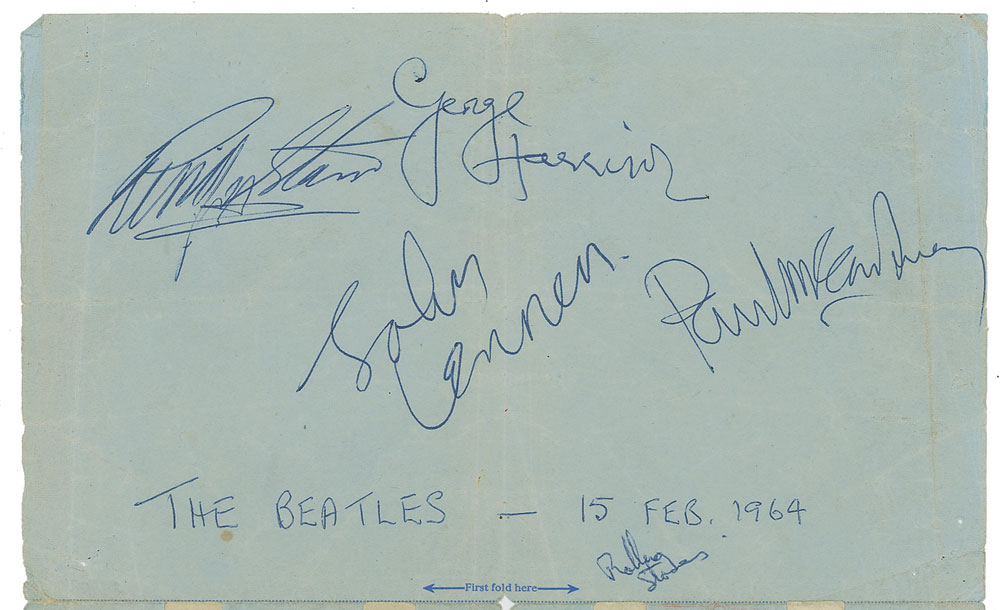 George
Harrison
Ringo Starr
John
Lennon
Paul McCartney
THE BEATLES — 15 FEB. 1964
Rolling
Stones
First fold here